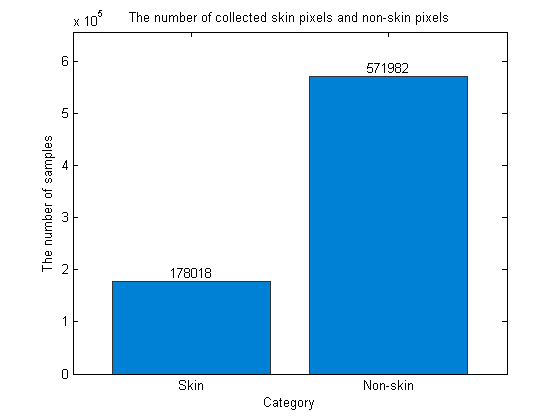 The number of collected skin pixels and non-skin pixels
x 10^5
6
5
4
3
2
1
0
The number of samples
178018
571982
Skin
Non-skin
Category